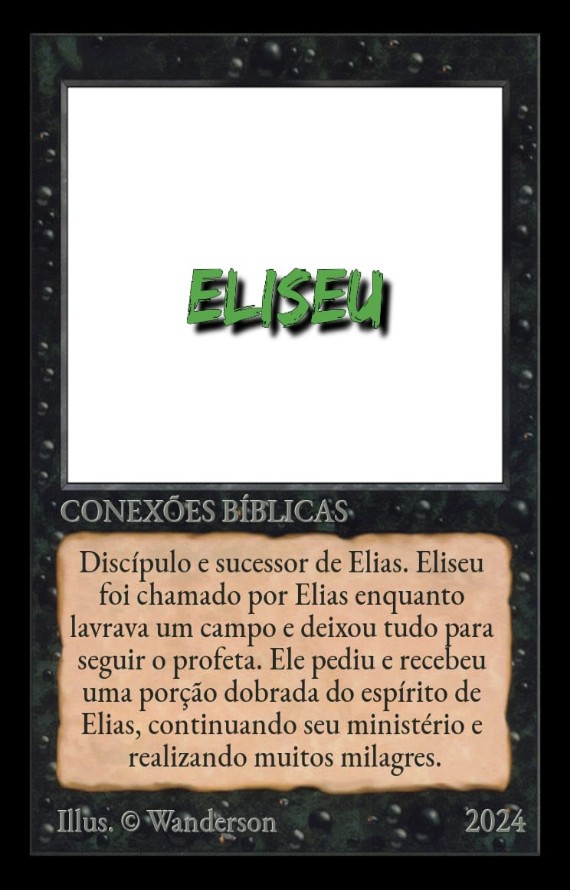 ELISEU
CONEXÕES BÍBLICAS
Discípulo e sucessor de Elias. Eliseu
foi chamado por Elias enquanto
lavrava um campo e deixou tudo para
seguir o profeta. Ele pediu e recebeu
uma porção dobrada do espírito de
Elias, continuando seu ministério e
realizando muitos milagres.
Illus. © Wanderson 2024